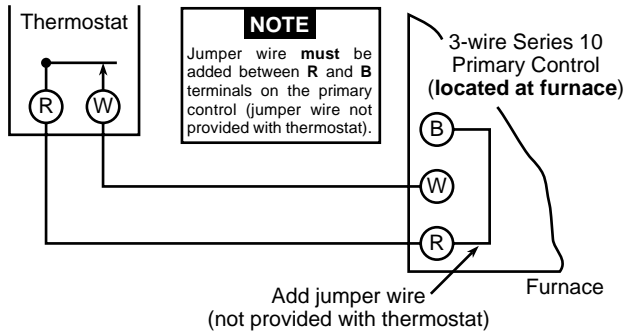 Thermostat
R
W
NOTE
Jumper wire must be
added between R and B
terminals on the primary
control (jumper wire not
provided with thermostat).
3-wire Series 10
Primary Control
(located at furnace)
B
W
R
Add jumper wire
(not provided with thermostat)
Furnace